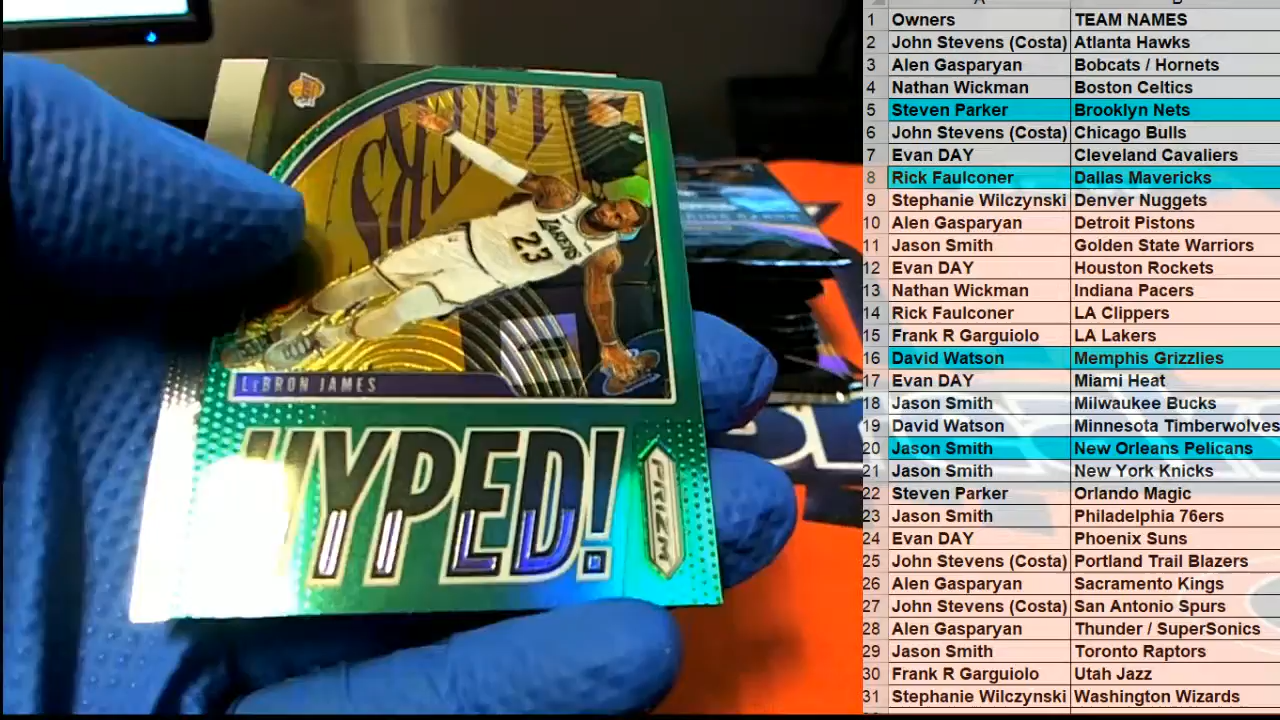 LAKERS
23
LEBRON JAMES
HYPED!
PRIZM
A B
1 Owners TEAM NAMES
2 John Stevens (Costa) Atlanta Hawks
3 Alen Gasparyan Bobcats / Hornets
4 Nathan Wickman Boston Celtics
5 Steven Parker Brooklyn Nets
6 John Stevens (Costa) Chicago Bulls
7 Evan DAY Cleveland Cavaliers
8 Rick Faulconer Dallas Mavericks
9 Stephanie Wilczynski Denver Nuggets
10 Alen Gasparyan Detroit Pistons
11 Jason Smith Golden State Warriors
12 Evan DAY Houston Rockets
13 Nathan Wickman Indiana Pacers
14 Rick Faulconer LA Clippers
15 Frank R Garguiolo LA Lakers
16 David Watson Memphis Grizzlies
17 Evan DAY Miami Heat
18 Jason Smith Milwaukee Bucks
19 David Watson Minnesota Timberwolves
20 Jason Smith New Orleans Pelicans
21 Jason Smith New York Knicks
22 Steven Parker Orlando Magic
23 Jason Smith Philadelphia 76ers
24 Evan DAY Phoenix Suns
25 John Stevens (Costa) Portland Trail Blazers
26 Alen Gasparyan Sacramento Kings
27 John Stevens (Costa) San Antonio Spurs
28 Alen Gasparyan Thunder / SuperSonics
29 Jason Smith Toronto Raptors
30 Frank R Garguiolo Utah Jazz
31 Stephanie Wilczynski Washington Wizards